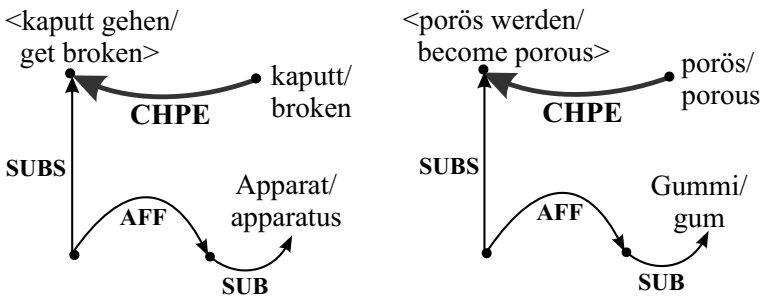 <kaputt gehen/
get broken>
kaputt/
broken
CHPE
SUBS
Apparat/
apparatus
AFF
SUB
<porös werden/
become porous>
porös/
porous
CHPE
SUBS
Gummi/
gum
AFF
SUB